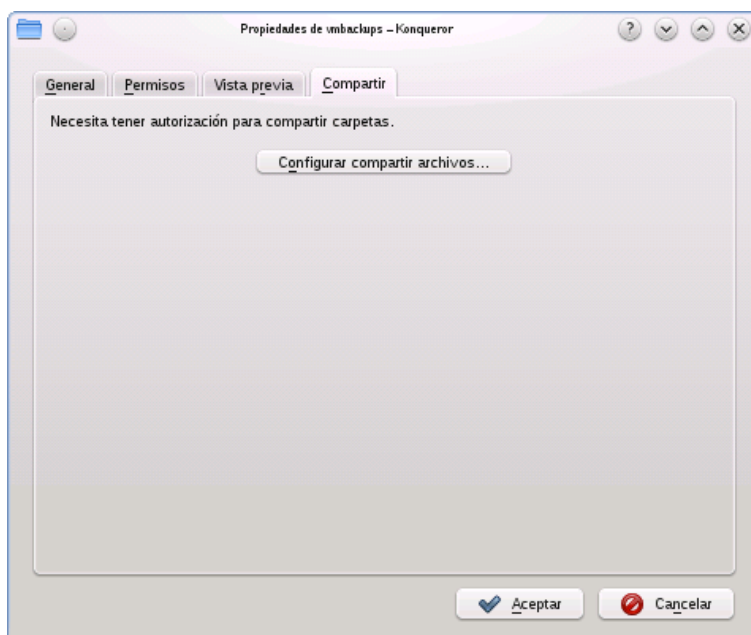 Propiedades de vmbackups – Konqueror
?
General Permisos Vista previa Compartir
Necesita tener autorización para compartir carpetas.
Configurar compartir archivos...
Aceptar Cancelar